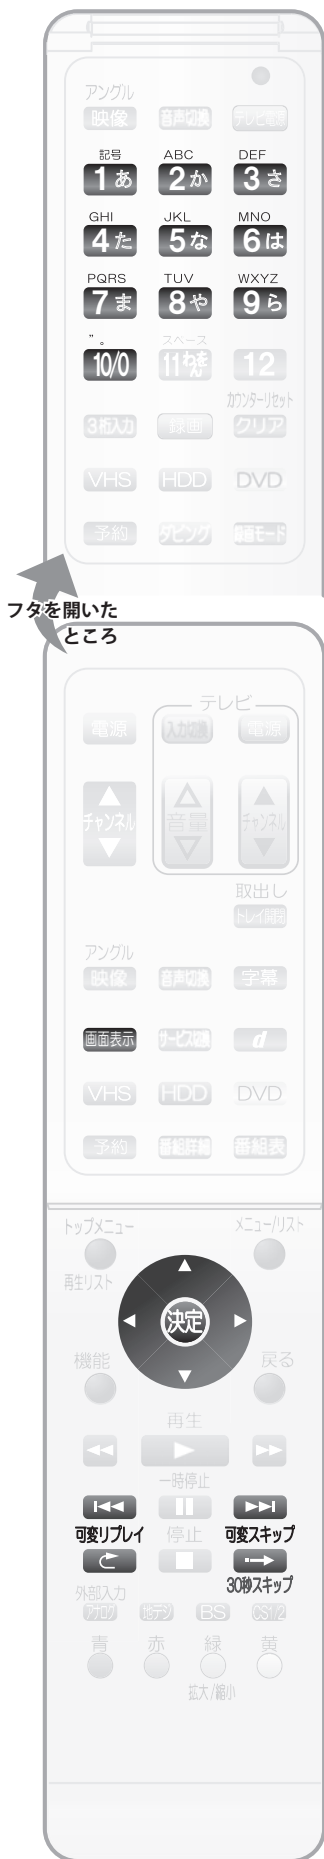 アングル
映像 音声切換 テレビ電源
記号 ABC DEF
1あ 2か 3さ
GHI JKL MNO
4た 5な 6は
PQRS TUV WXYZ
7ま 8や 9ら
゛。 スペース
10/0 11わをん 12
カウンターリセット
3桁入力 録画 クリア
VHS HDD DVD
予約 ダビング 録画モード
フタを開いた
ところ
テレビ
電源 入力切換 電源
チャンネル 音量 チャンネル
取出し
トレイ開閉
アングル
映像 音声切換 字幕
画面表示 サービス切換 d
VHS HDD DVD
予約 番組詳細 番組表
トップメニュー メニュー/リスト
再生リスト
決定
機能 戻る
再生
一時停止
可変リプレイ 停止 可変スキップ
30秒スキップ
外部入力
アナログ 地デジ BS CS1/2
青 赤 緑 黄
拡大/縮小